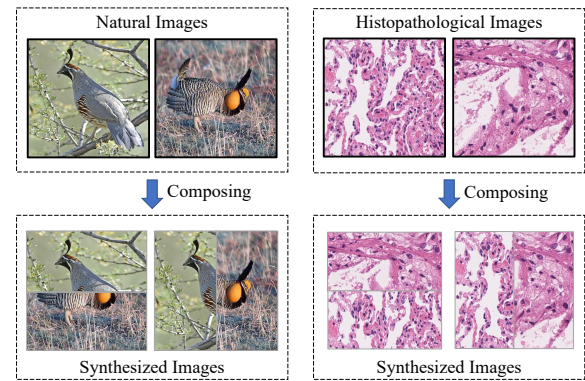 Natural Images
Histopathological Images
Composing
Composing
Synthesized Images
Synthesized Images